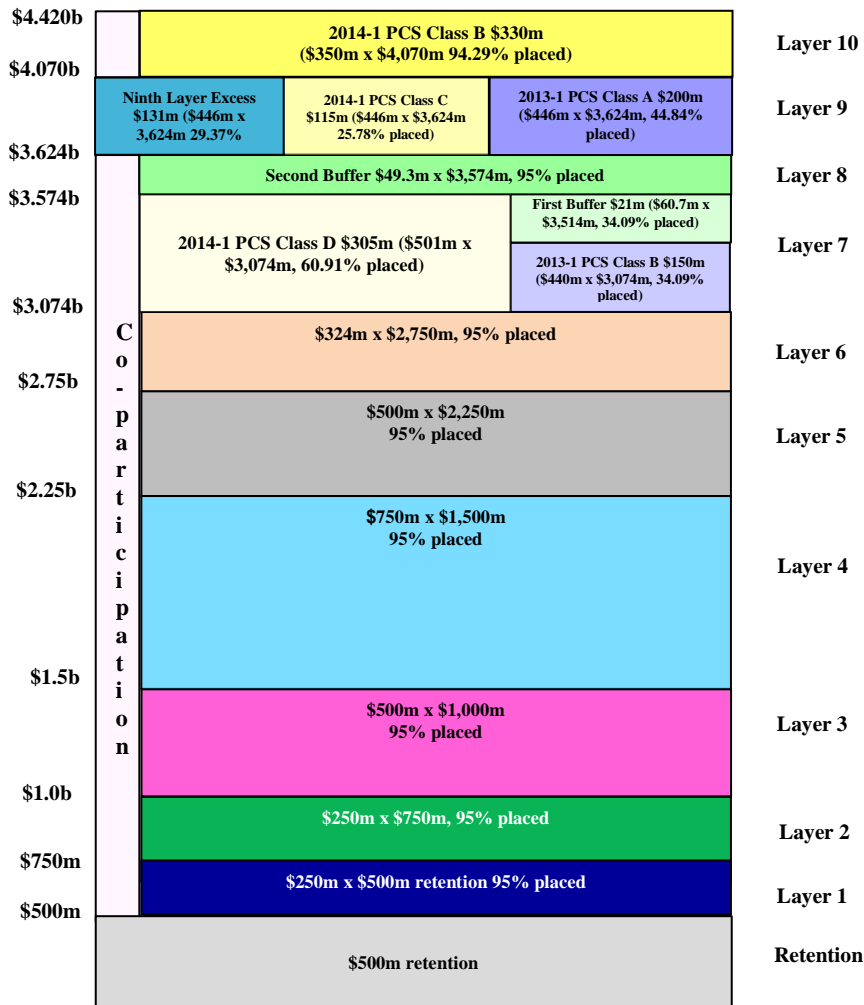 $4.420b
2014-1 PCS Class B $330m
($350m x $4,070m 94.29% placed)
Layer 10
$4.070b
Ninth Layer Excess
$131m ($446m x
3,624m 29.37%
2014-1 PCS Class C
$115m ($446m x $3,624m
25.78% placed)
2013-1 PCS Class A $200m
($446m x $3,624m, 44.84%
placed)
Layer 9
$3.624b
Second Buffer $49.3m x $3,574m, 95% placed
Layer 8
$3.574b
2014-1 PCS Class D $305m ($501m x
$3,074m, 60.91% placed)
First Buffer $21m ($60.7m x
$3,514m, 34.09% placed)
2013-1 PCS Class B $150m
($440m x $3,074m, 34.09%
placed)
Layer 7
$3.074b
Co-participation
$324m x $2,750m, 95% placed
Layer 6
$2.75b
$500m x $2,250m
95% placed
Layer 5
$2.25b
$750m x $1,500m
95% placed
Layer 4
$1.5b
$500m x $1,000m
95% placed
Layer 3
$1.0b
$250m x $750m, 95% placed
Layer 2
$750m
$250m x $500m retention 95% placed
Layer 1
$500m
$500m retention
Retention